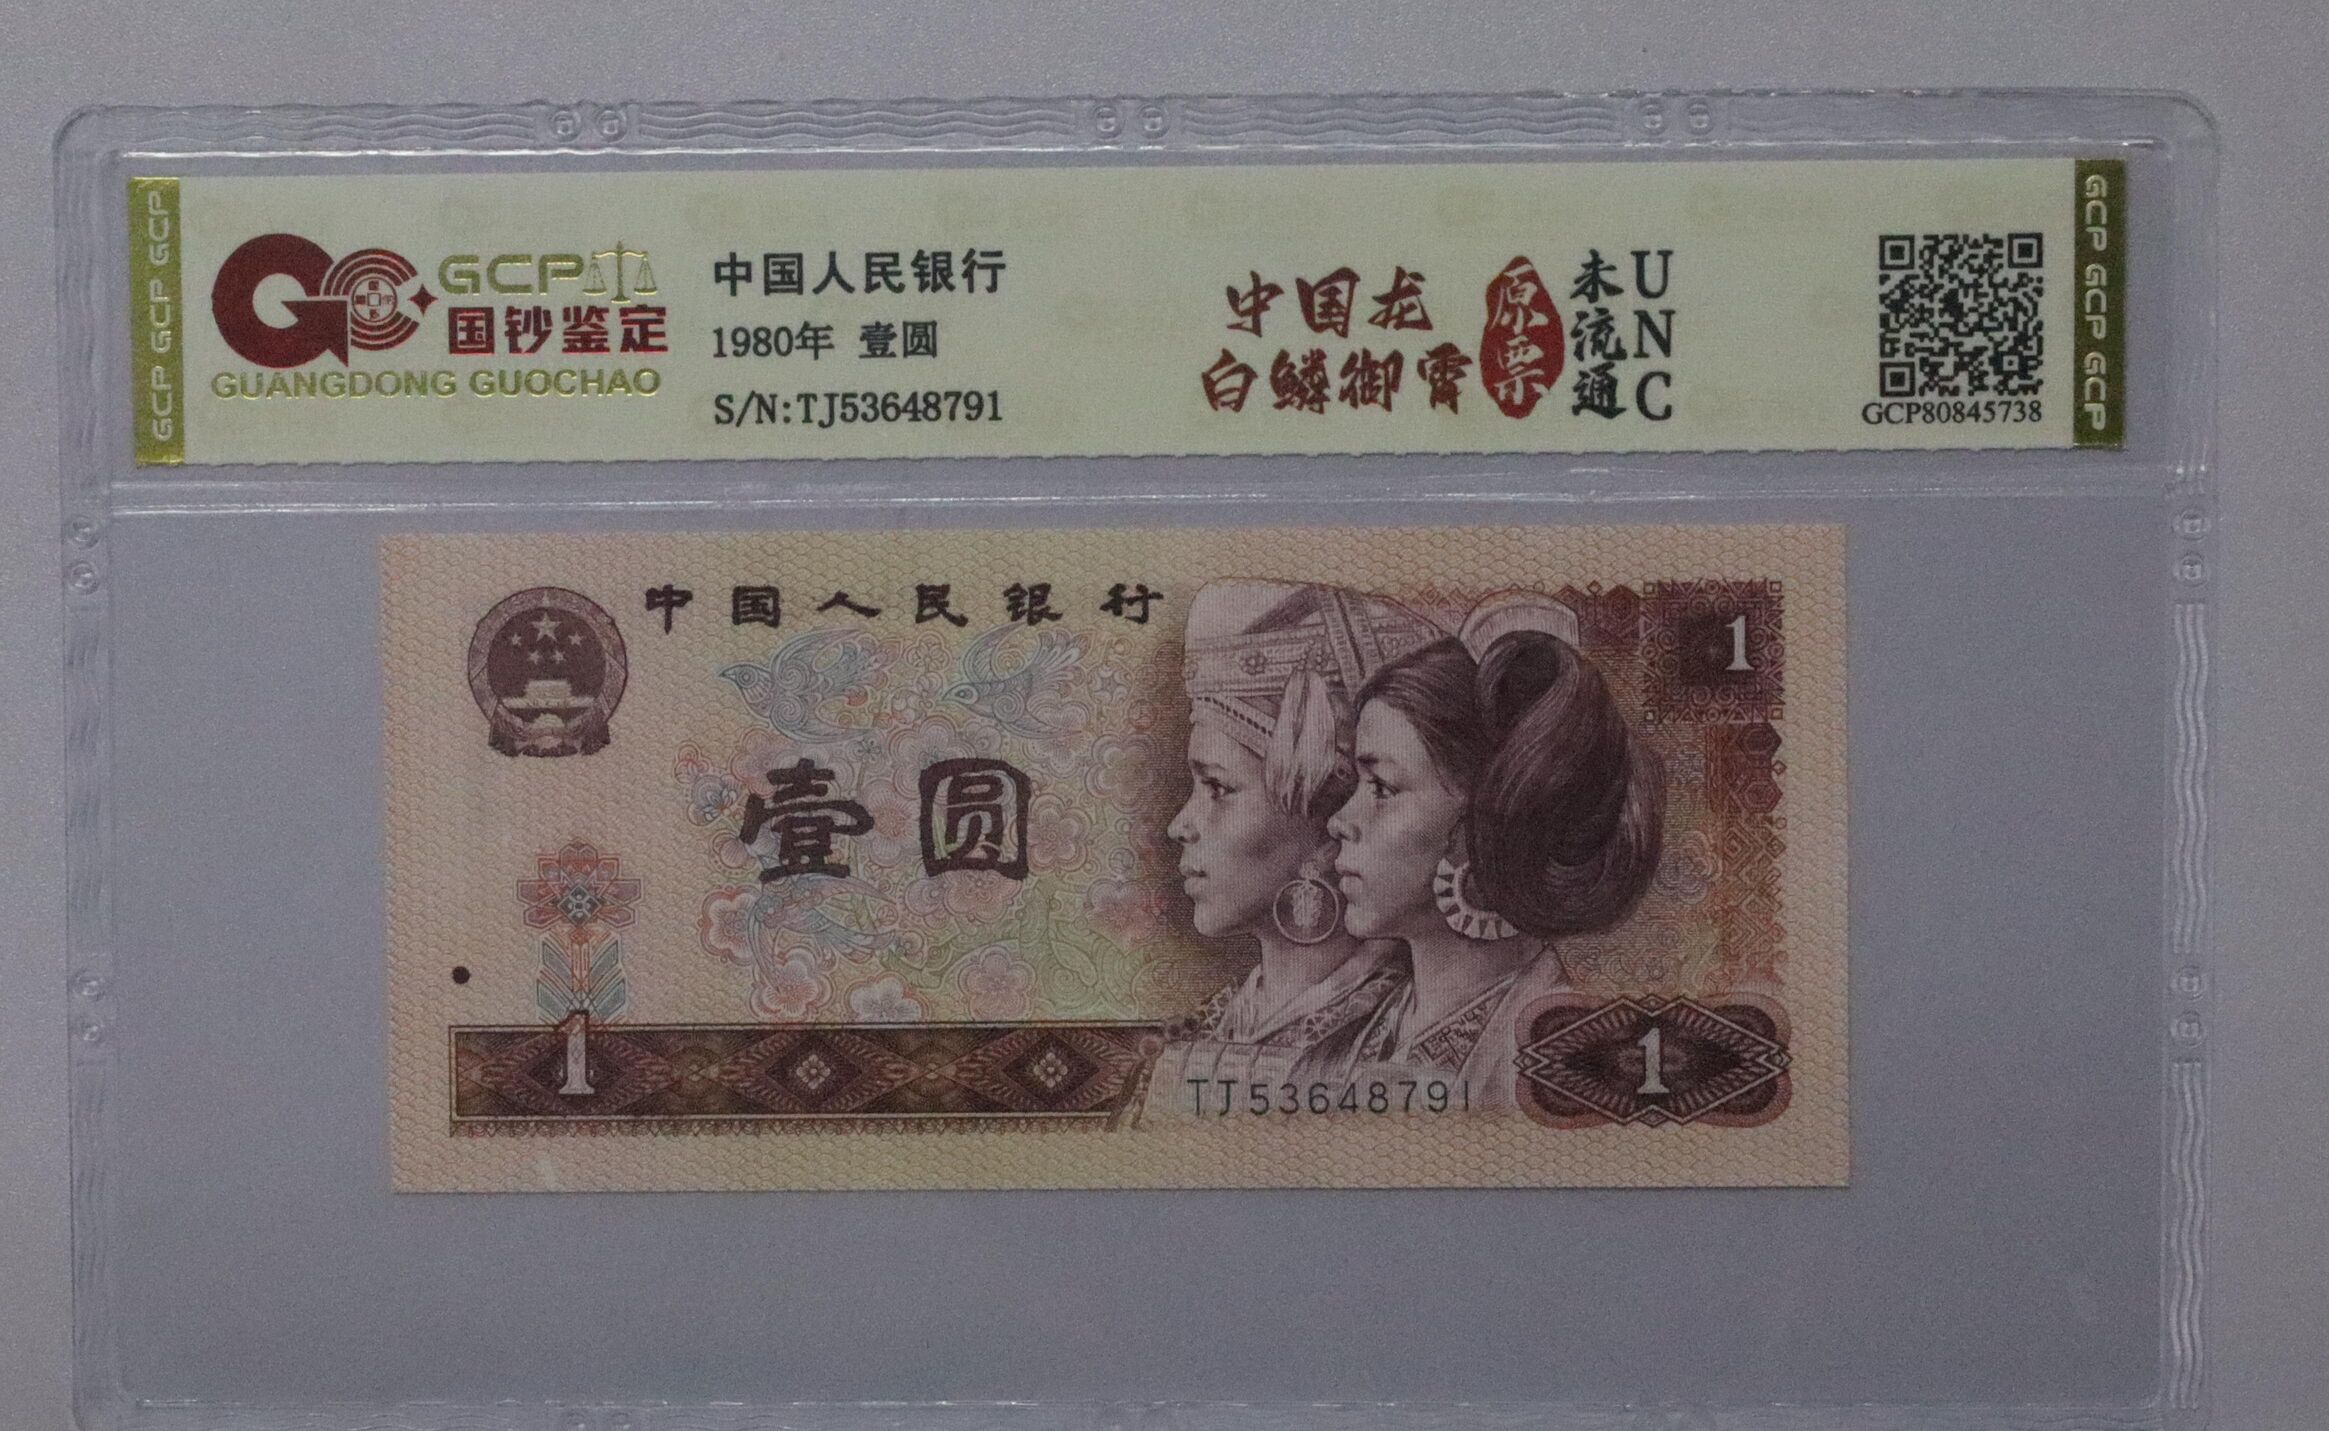 GCP GCP GCP
GCP
国钞鉴定
GUANGDONG GUOCHAO
中国人民银行
1980年 壹圆
S/N:TJ53648791
中国龙
白鳞御霄
原票
未流通
UNC
GCP80845738
GCP GCP GCP
中国人民银行
1
壹圆
1
TJ53648791
1